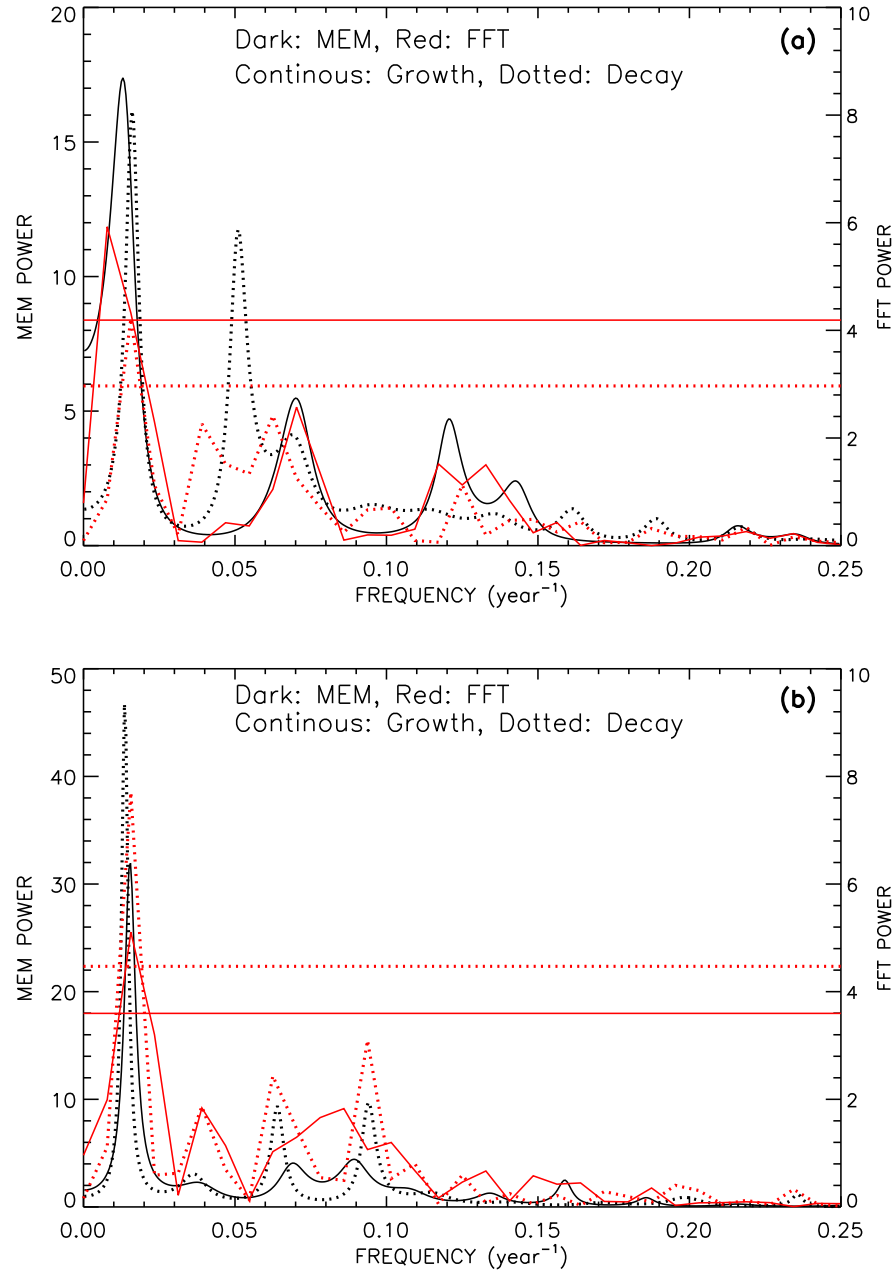 20
10
Dark: MEM, Red: FFT
(a)
Continous: Growth, Dotted: Decay
15
8
6
10
4
5
2
0
0
MEM POWER
FFT POWER
0.00 0.05 0.10 0.15 0.20 0.25
FREQUENCY (year⁻¹)
50
10
Dark: MEM, Red: FFT
(b)
Continous: Growth, Dotted: Decay
40
8
30
6
20
4
10
2
0
0
MEM POWER
FFT POWER
0.00 0.05 0.10 0.15 0.20 0.25
FREQUENCY (year⁻¹)